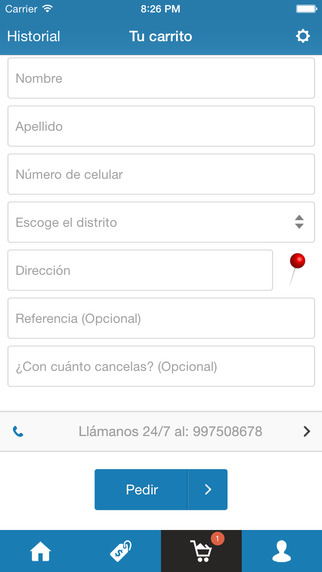 Carrier 8:26 PM
Historial Tu carrito
Nombre
Apellido
Número de celular
Escoge el distrito
Dirección
Referencia (Opcional)
¿Con cuánto cancelas? (Opcional)
Llámanos 24/7 al: 997508678
Pedir
$
1